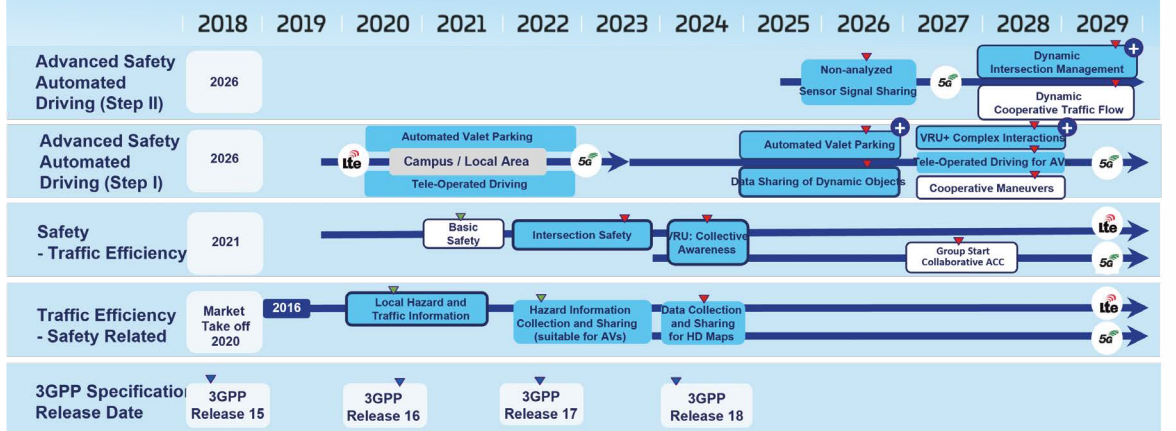 2018 2019 2020 2021 2022 2023 2024 2025 2026 2027 2028 2029
Advanced Safety
Automated
Driving (Step II)
2026
Non-analyzed
Sensor Signal Sharing
5G
Dynamic
Intersection Management
+
Dynamic
Cooperative Traffic Flow
Advanced Safety
Automated
Driving (Step I)
2026
Lte
Automated Valet Parking
Campus / Local Area
Tele-Operated Driving
5G
Automated Valet Parking
+
Data Sharing of Dynamic Objects
VRU+ Complex Interactions
+
Tele-Operated Driving for AVs
Cooperative Maneuvers
5G
Safety
- Traffic Efficiency
2021
Basic
Safety
Intersection Safety
VRU: Collective
Awareness
Group Start
Collaborative ACC
Lte
5G
Traffic Efficiency
- Safety Related
Market
Take off
2020
2016
Local Hazard and
Traffic Information
Hazard Information
Collection and Sharing
(suitable for AVs)
Data Collection
and Sharing
for HD Maps
Lte
5G
3GPP Specification
Release Date
3GPP
Release 15
3GPP
Release 16
3GPP
Release 17
3GPP
Release 18